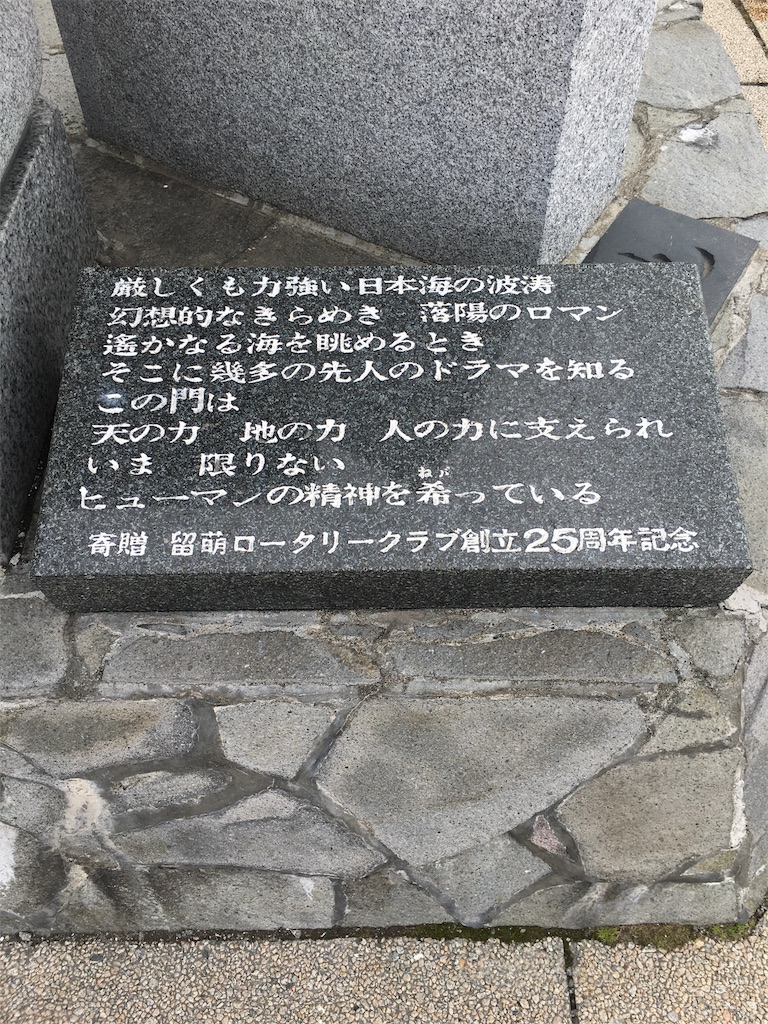 厳しくも力強い日本海の波涛
幻想的なきらめき　落陽のロマン
遙かなる海を眺めるとき
そこに幾多の先人のドラマを知る
この門は
天の力　地の力　人の力に支えられ
いま　限りない
ヒューマンの精神を希っている
ねが
寄贈　留萌ロータリークラブ創立25周年記念